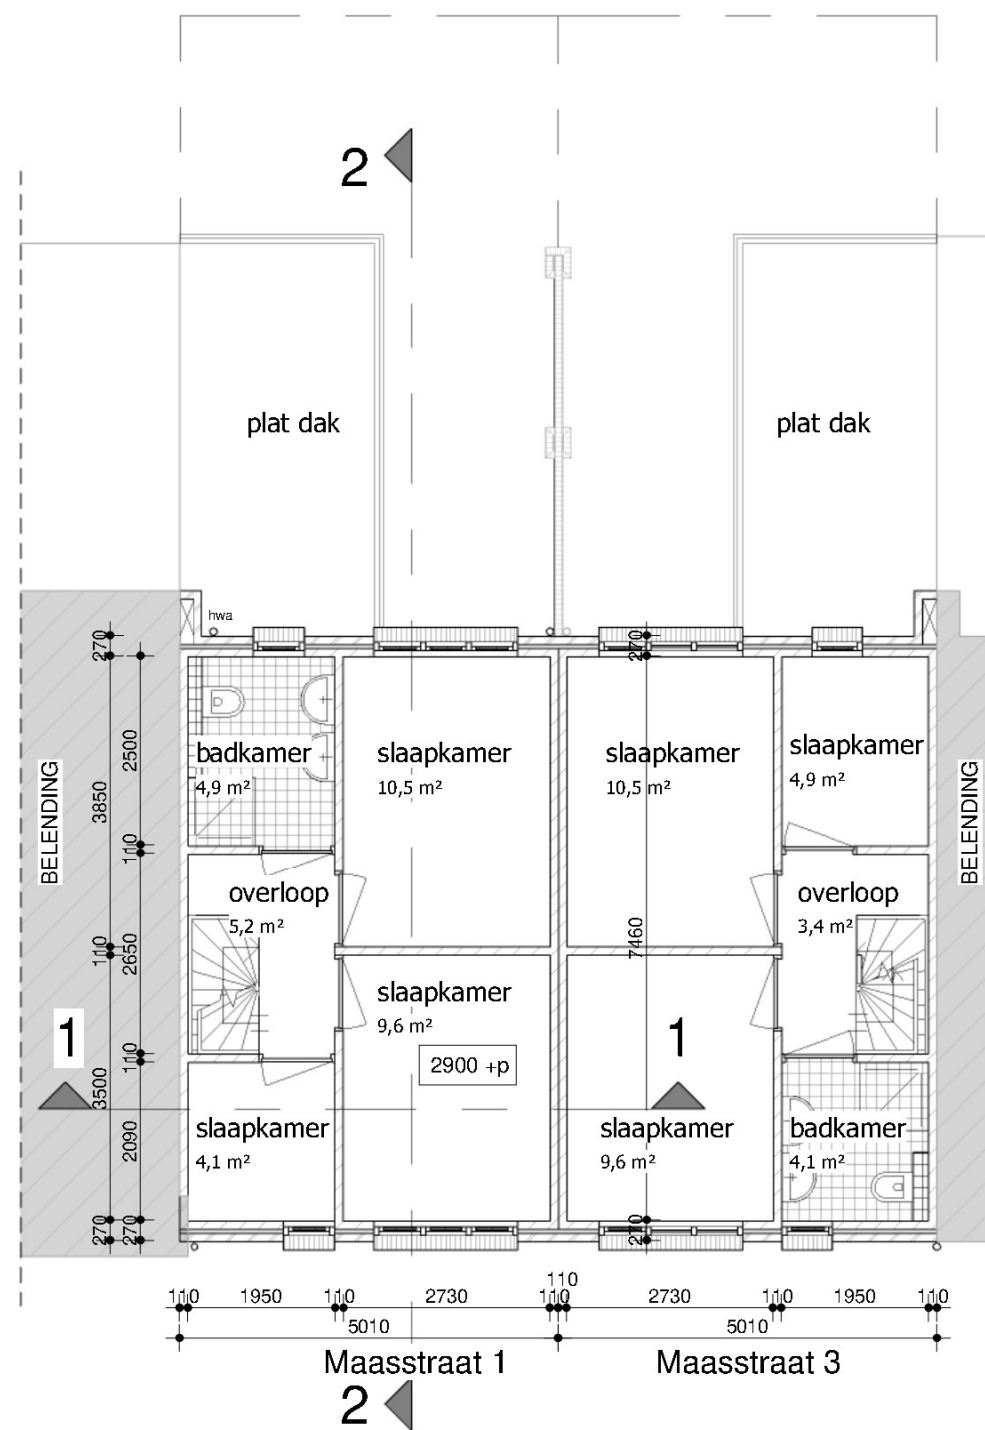 2
plat dak
plat dak
hwa
270
270
2500
3850
110
110
2650
110
3500
2090
270
270
BELENDING
BELENDING
badkamer
4,9 m²
slaapkamer
10,5 m²
slaapkamer
10,5 m²
slaapkamer
4,9 m²
overloop
5,2 m²
overloop
3,4 m²
7460
slaapkamer
9,6 m²
2900 +p
1
1
slaapkamer
4,1 m²
slaapkamer
9,6 m²
badkamer
4,1 m²
270
110
110
1950
110
2730
110
2730
110
1950
110
5010
5010
Maasstraat 1
Maasstraat 3
2